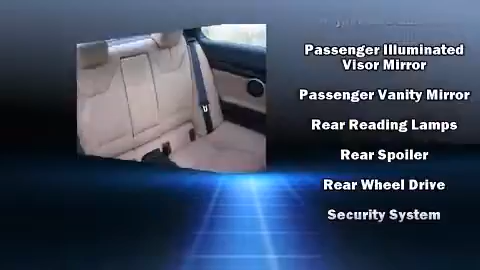 Passenger Illuminated
Visor Mirror
Passenger Vanity Mirror
Rear Reading Lamps
Rear Spoiler
Rear Wheel Drive
Security System